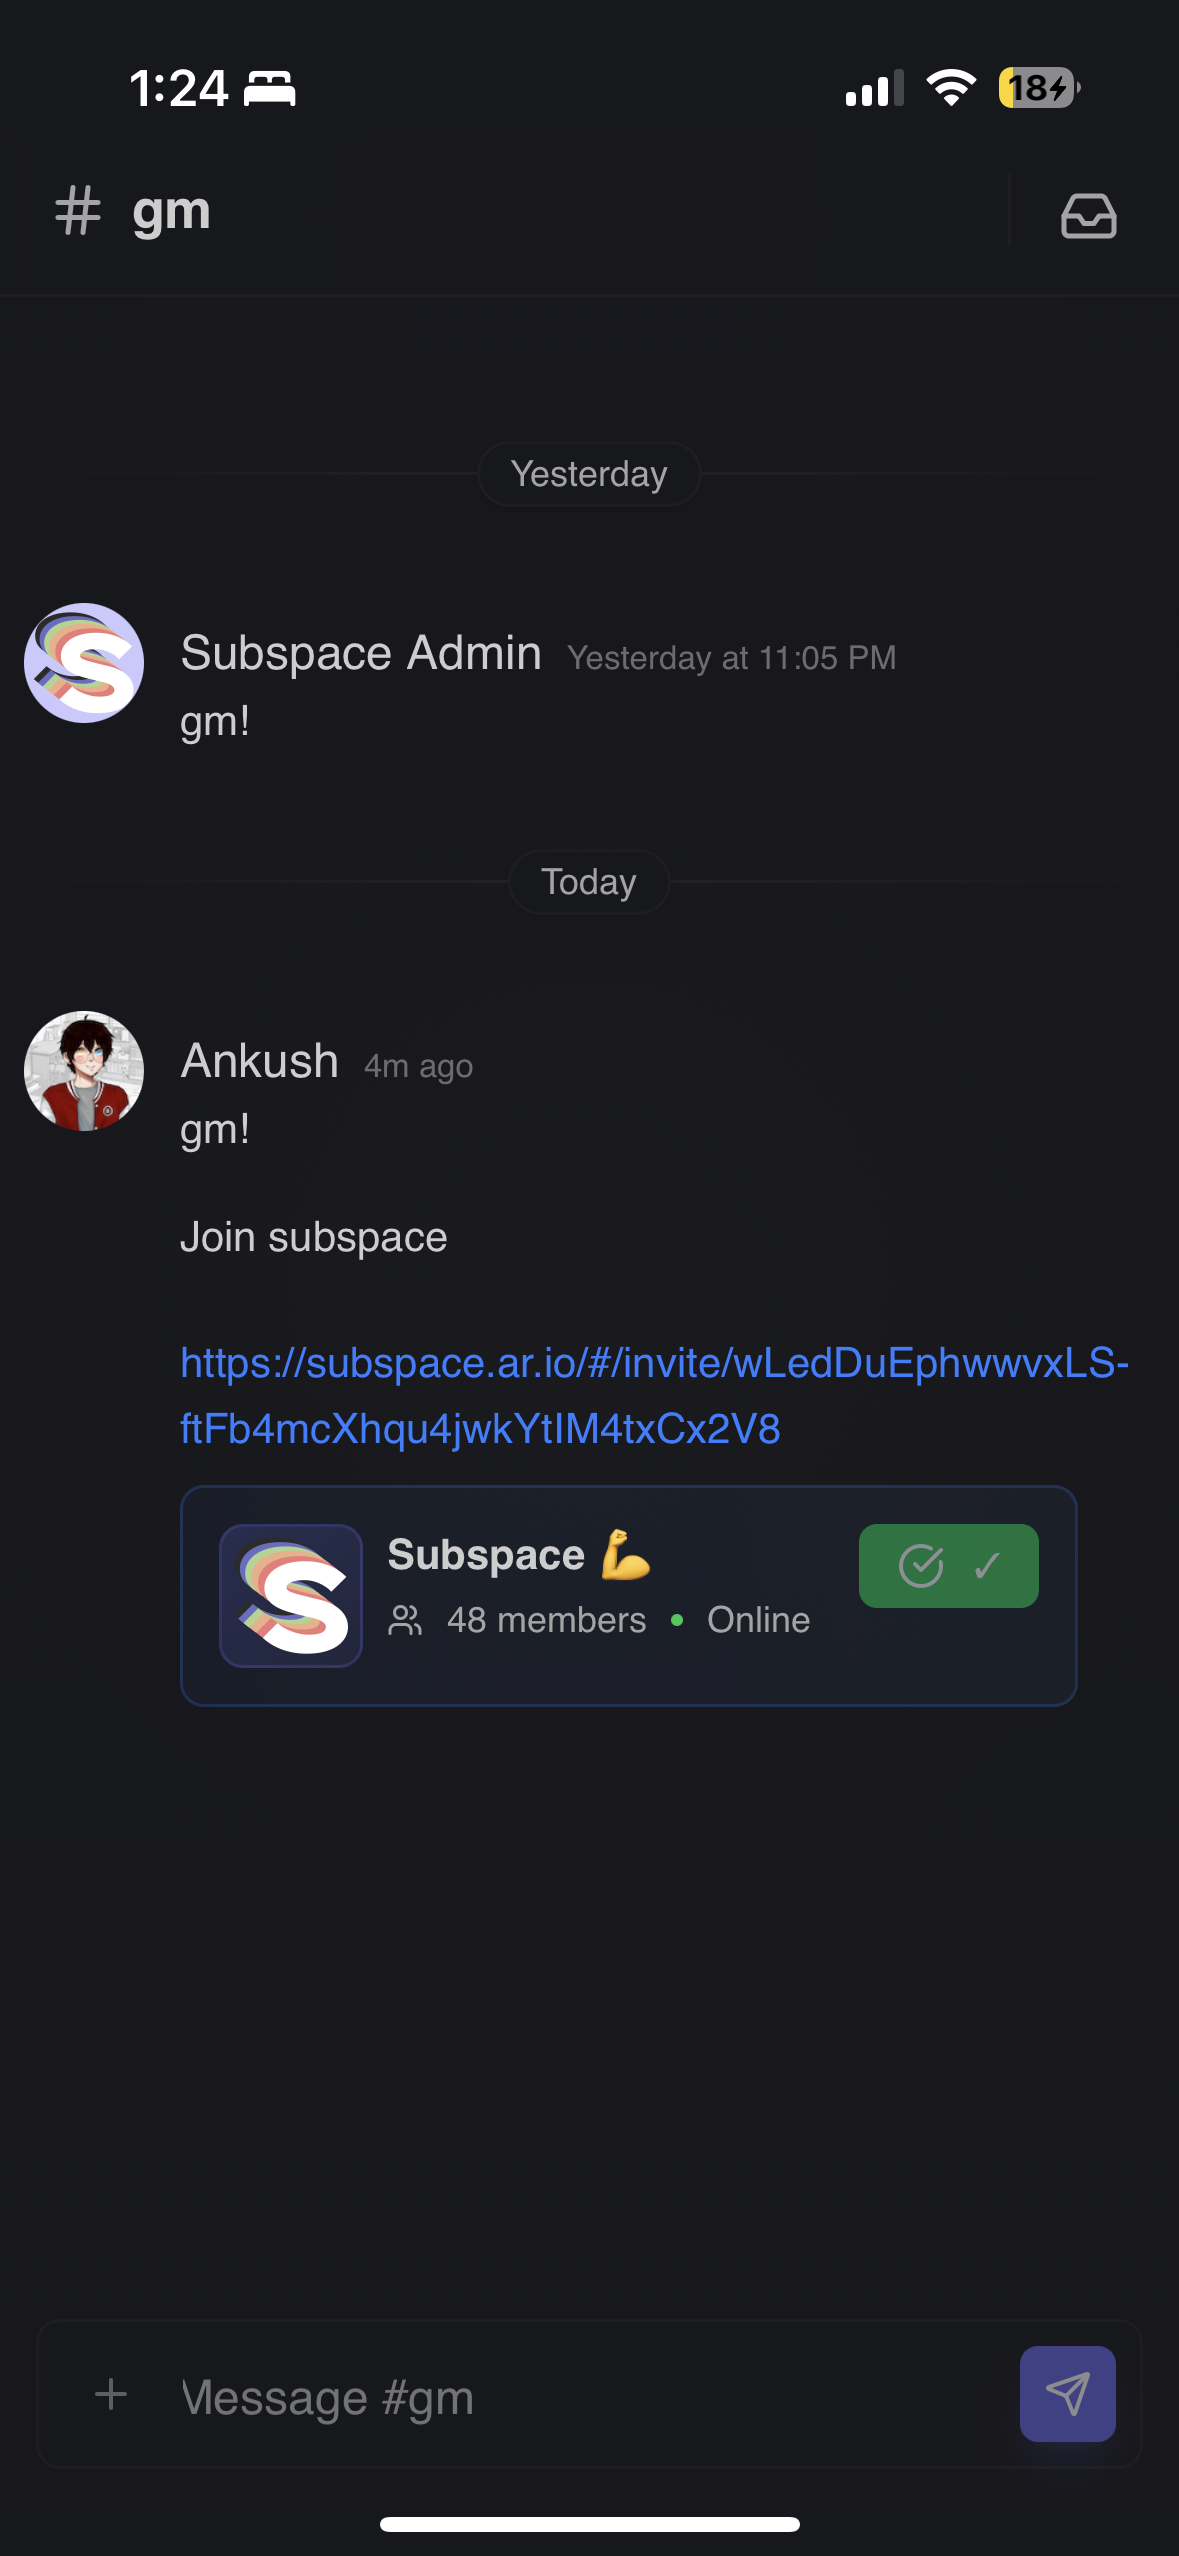 1:24
18
# gm
Yesterday
Subspace Admin Yesterday at 11:05 PM
gm!
Today
Ankush 4m ago
gm!
Join subspace
https://subspace.ar.io/#/invite/wLedDuEphwwvxLS-
ftFb4mcXhqu4jwkYtIM4txCx2V8
Subspace 💪
✓
48 members • Online
Message #gm